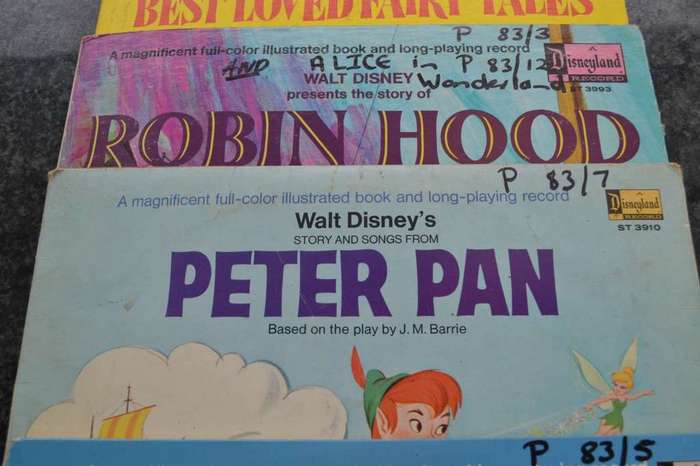 BEST LOVED FAIRY TALES
P 83/3
A magnificent full-color illustrated book and long-playing record
AND ALICE in P 83/12
Wonderland
WALT DISNEY
presents the story of
A
Disneyland
RECORD
ST 3993
ROBIN HOOD
P 83/7
A magnificent full-color illustrated book and long-playing record
A
Disneyland
RECORD
ST 3910
Walt Disney's
STORY AND SONGS FROM
PETER PAN
Based on the play by J. M. Barrie
P 83/5